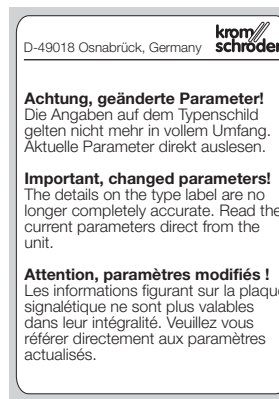 D-49018 Osnabrück, Germany
krom
schröder
Achtung, geänderte Parameter!
Die Angaben auf dem Typenschild
gelten nicht mehr in vollem Umfang.
Aktuelle Parameter direkt auslesen.
Important, changed parameters!
The details on the type label are no
longer completely accurate. Read the
current parameters direct from the
unit.
Attention, paramètres modifiés !
Les informations figurant sur la plaque
signalétique ne sont plus valables
dans leur intégralité. Veuillez vous
référer directement aux paramètres
actualisés.